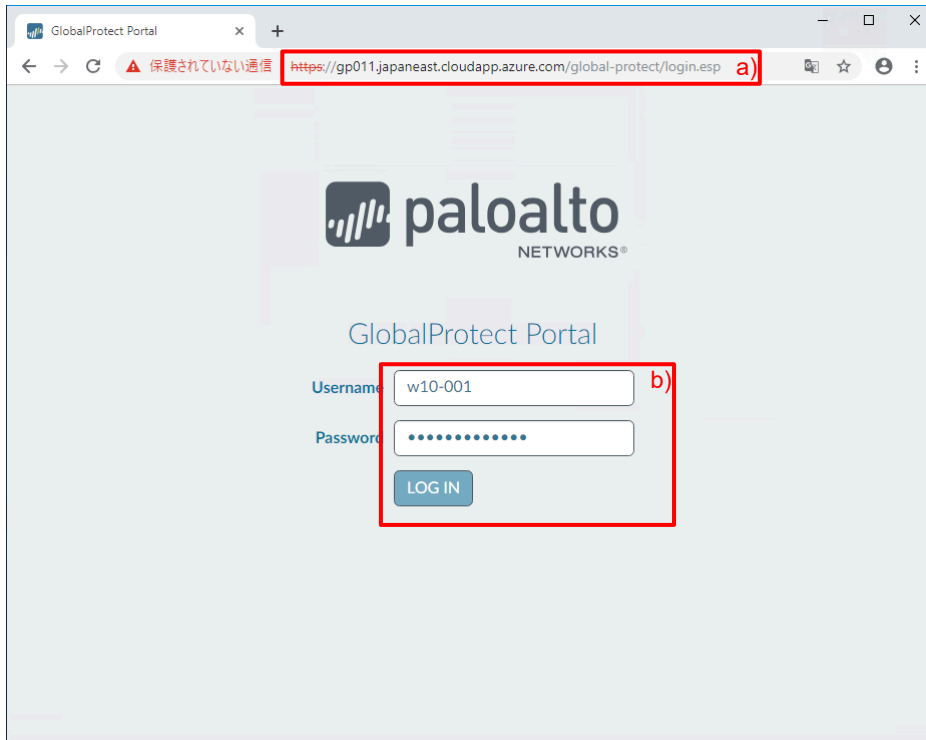 GlobalProtect Portal
保護されていない通信 https://gp011.japaneast.cloudapp.azure.com/global-protect/login.esp a)
paloalto
NETWORKS®
GlobalProtect Portal
Username w10-001 b)
Password •••••••••••••
LOG IN